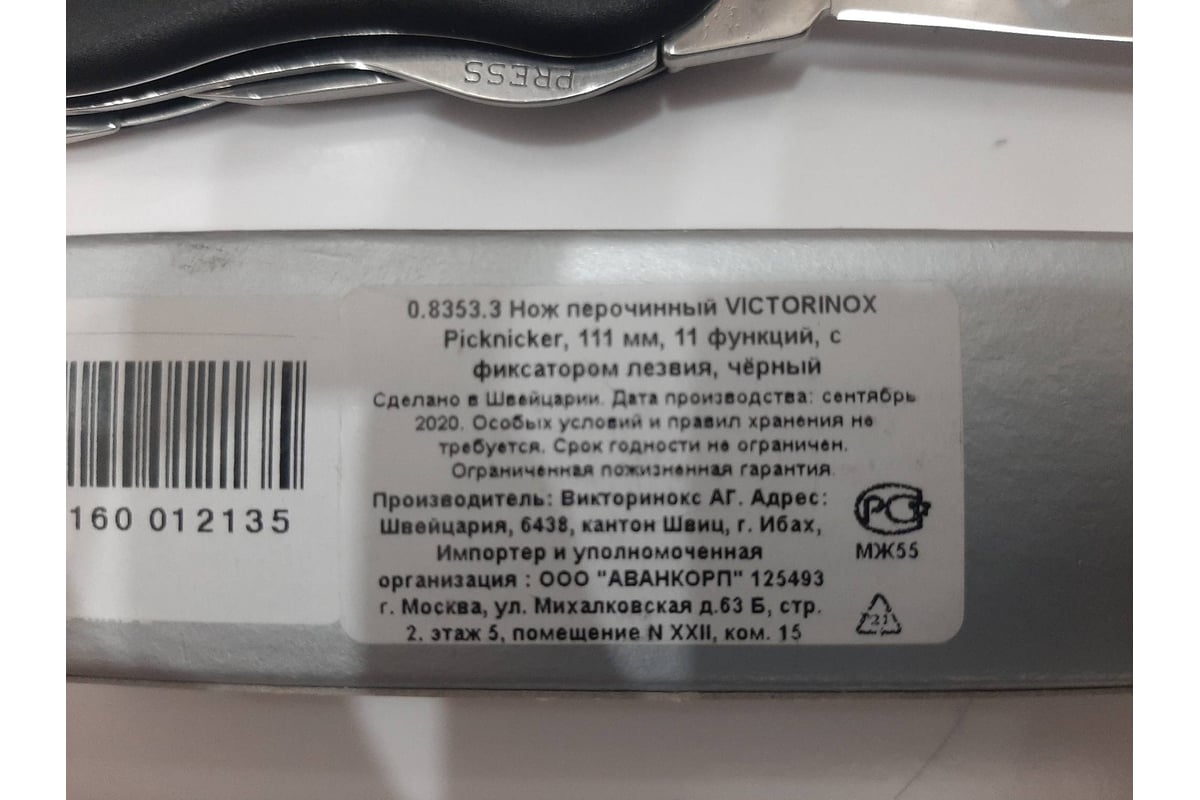 PRESS
0.8353.3 Нож перочинный VICTORINOX
Picknicker, 111 мм, 11 функций, с
фиксатором лезвия, чёрный
Сделано в Швейцарии. Дата производства: сентябрь
2020. Особых условий и правил хранения не
требуется. Срок годности не ограничен.
Ограниченная пожизненная гарантия.
Производитель: Викторинокс АГ. Адрес:
Швейцария, 6438, кантон Швиц, г. Ибах,
Импортер и уполномоченная
организация : ООО "АВАНКОРП" 125493
г. Москва, ул. Михалковская д.63 Б, стр.
2, этаж 5, помещение N XXII, ком. 15
160 012135
РСТ
МЖ55
21